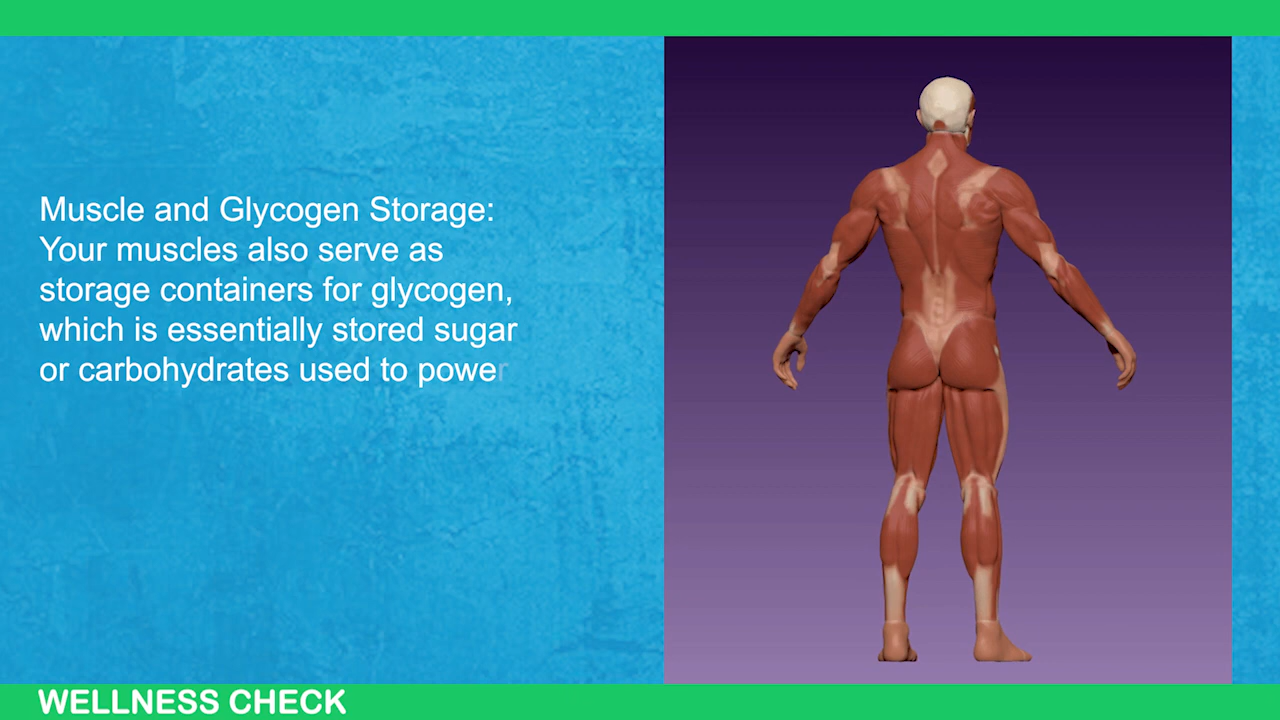 Muscle and Glycogen Storage:
Your muscles also serve as
storage containers for glycogen,
which is essentially stored sugar
or carbohydrates used to power
WELLNESS CHECK